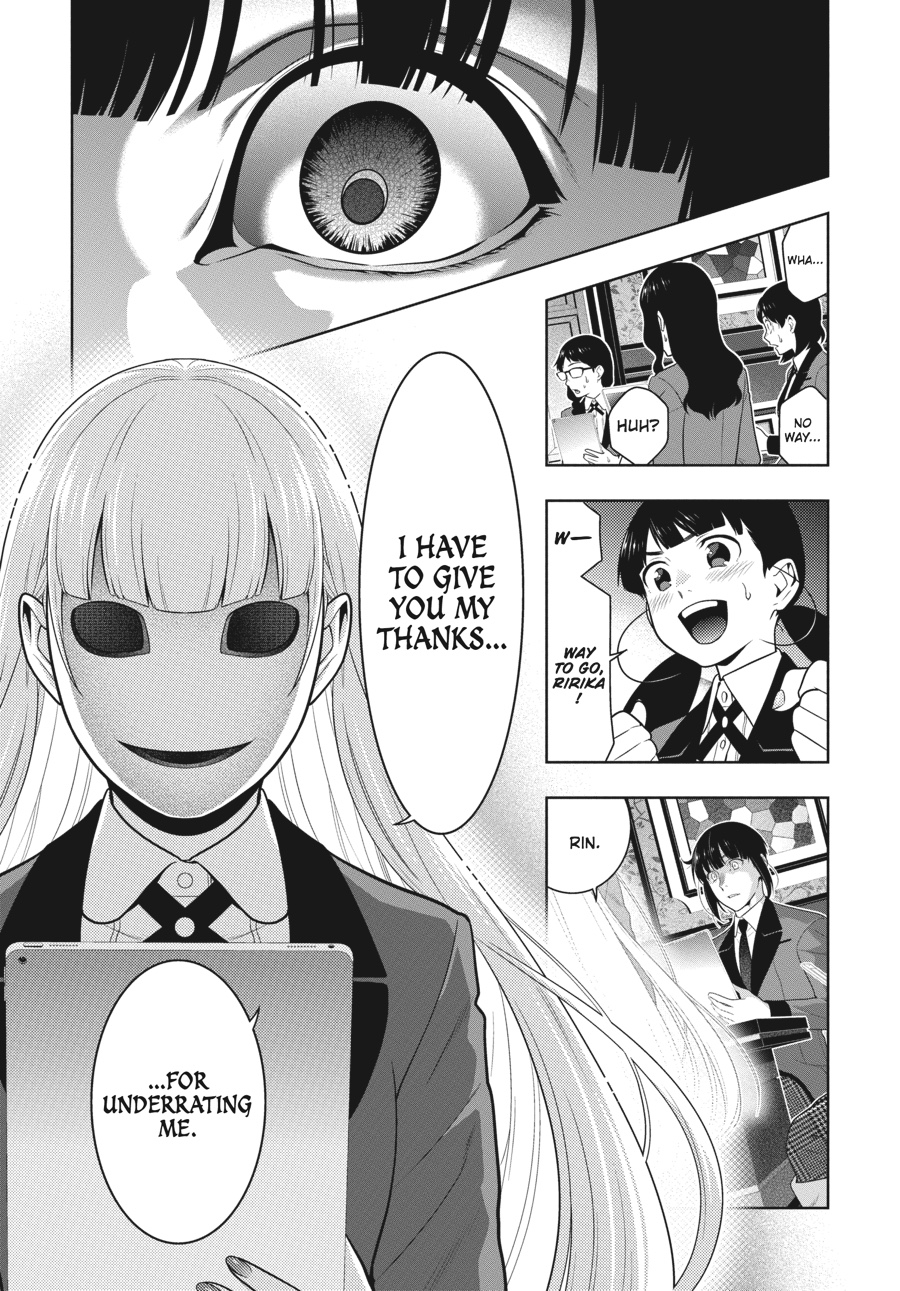 WHA...
NO
WAY...
HUH?
W—
WAY
TO GO,
RIRIKA
!
RIN.
I HAVE
TO GIVE
YOU MY
THANKS...
...FOR
UNDERRATING
ME.